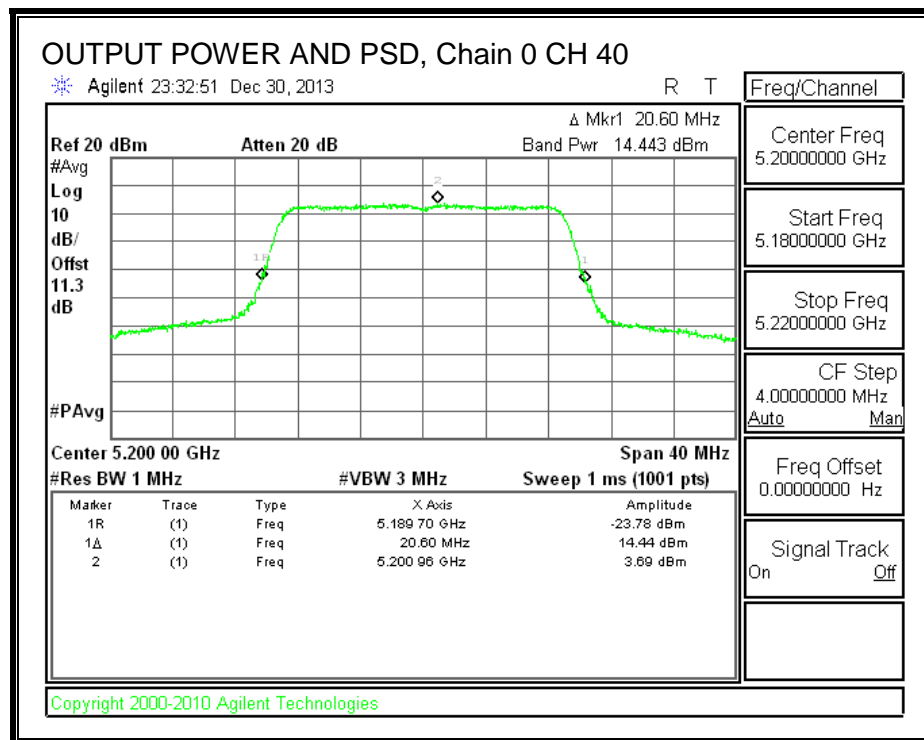 OUTPUT POWER AND PSD, Chain 0 CH 40
Agilent 23:32:51 Dec 30, 2013 R T
Δ Mkr1 20.60 MHz
Ref 20 dBm Atten 20 dB Band Pwr 14.443 dBm
#Avg
Log
10
dB/
Offst
11.3
dB
#PAvg
2
1R
1
Center 5.200 00 GHz Span 40 MHz
#Res BW 1 MHz #VBW 3 MHz Sweep 1 ms (1001 pts)
Marker Trace Type X Axis Amplitude
1R (1) Freq 5.189 70 GHz -23.78 dBm
1Δ (1) Freq 20.60 MHz 14.44 dBm
2 (1) Freq 5.200 96 GHz 3.69 dBm
Freq/Channel
Center Freq
5.20000000 GHz
Start Freq
5.18000000 GHz
Stop Freq
5.22000000 GHz
CF Step
4.00000000 MHz
Auto Man
Freq Offset
0.00000000 Hz
Signal Track
On Off
Copyright 2000-2010 Agilent Technologies